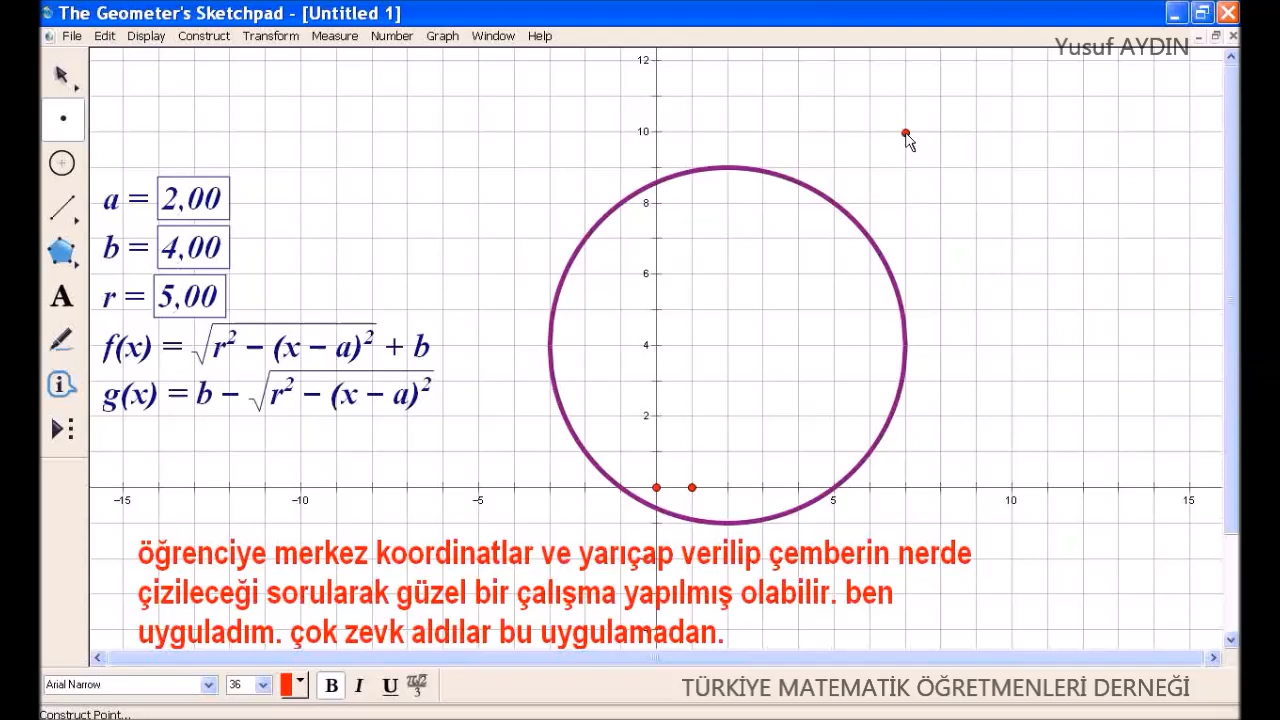 The Geometer's Sketchpad - [Untitled 1]
File Edit Display Construct Transform Measure Number Graph Window Help
Yusuf AYDIN
12
10
8
6
4
2
-15 -10 -5 5 10 15
a = 2,00
b = 4,00
r = 5,00
f(x) = √r² − (x − a)² + b
g(x) = b − √r² − (x − a)²
A
öğrenciye merkez koordinatlar ve yarıçap verilip çemberin nerde
çizileceği sorularak güzel bir çalışma yapılmış olabilir. ben
uyguladım. çok zevk aldılar bu uygulamadan.
Arial Narrow 36 B I U
TÜRKİYE MATEMATİK ÖĞRETMENLERİ DERNEĞİ
Construct Point...